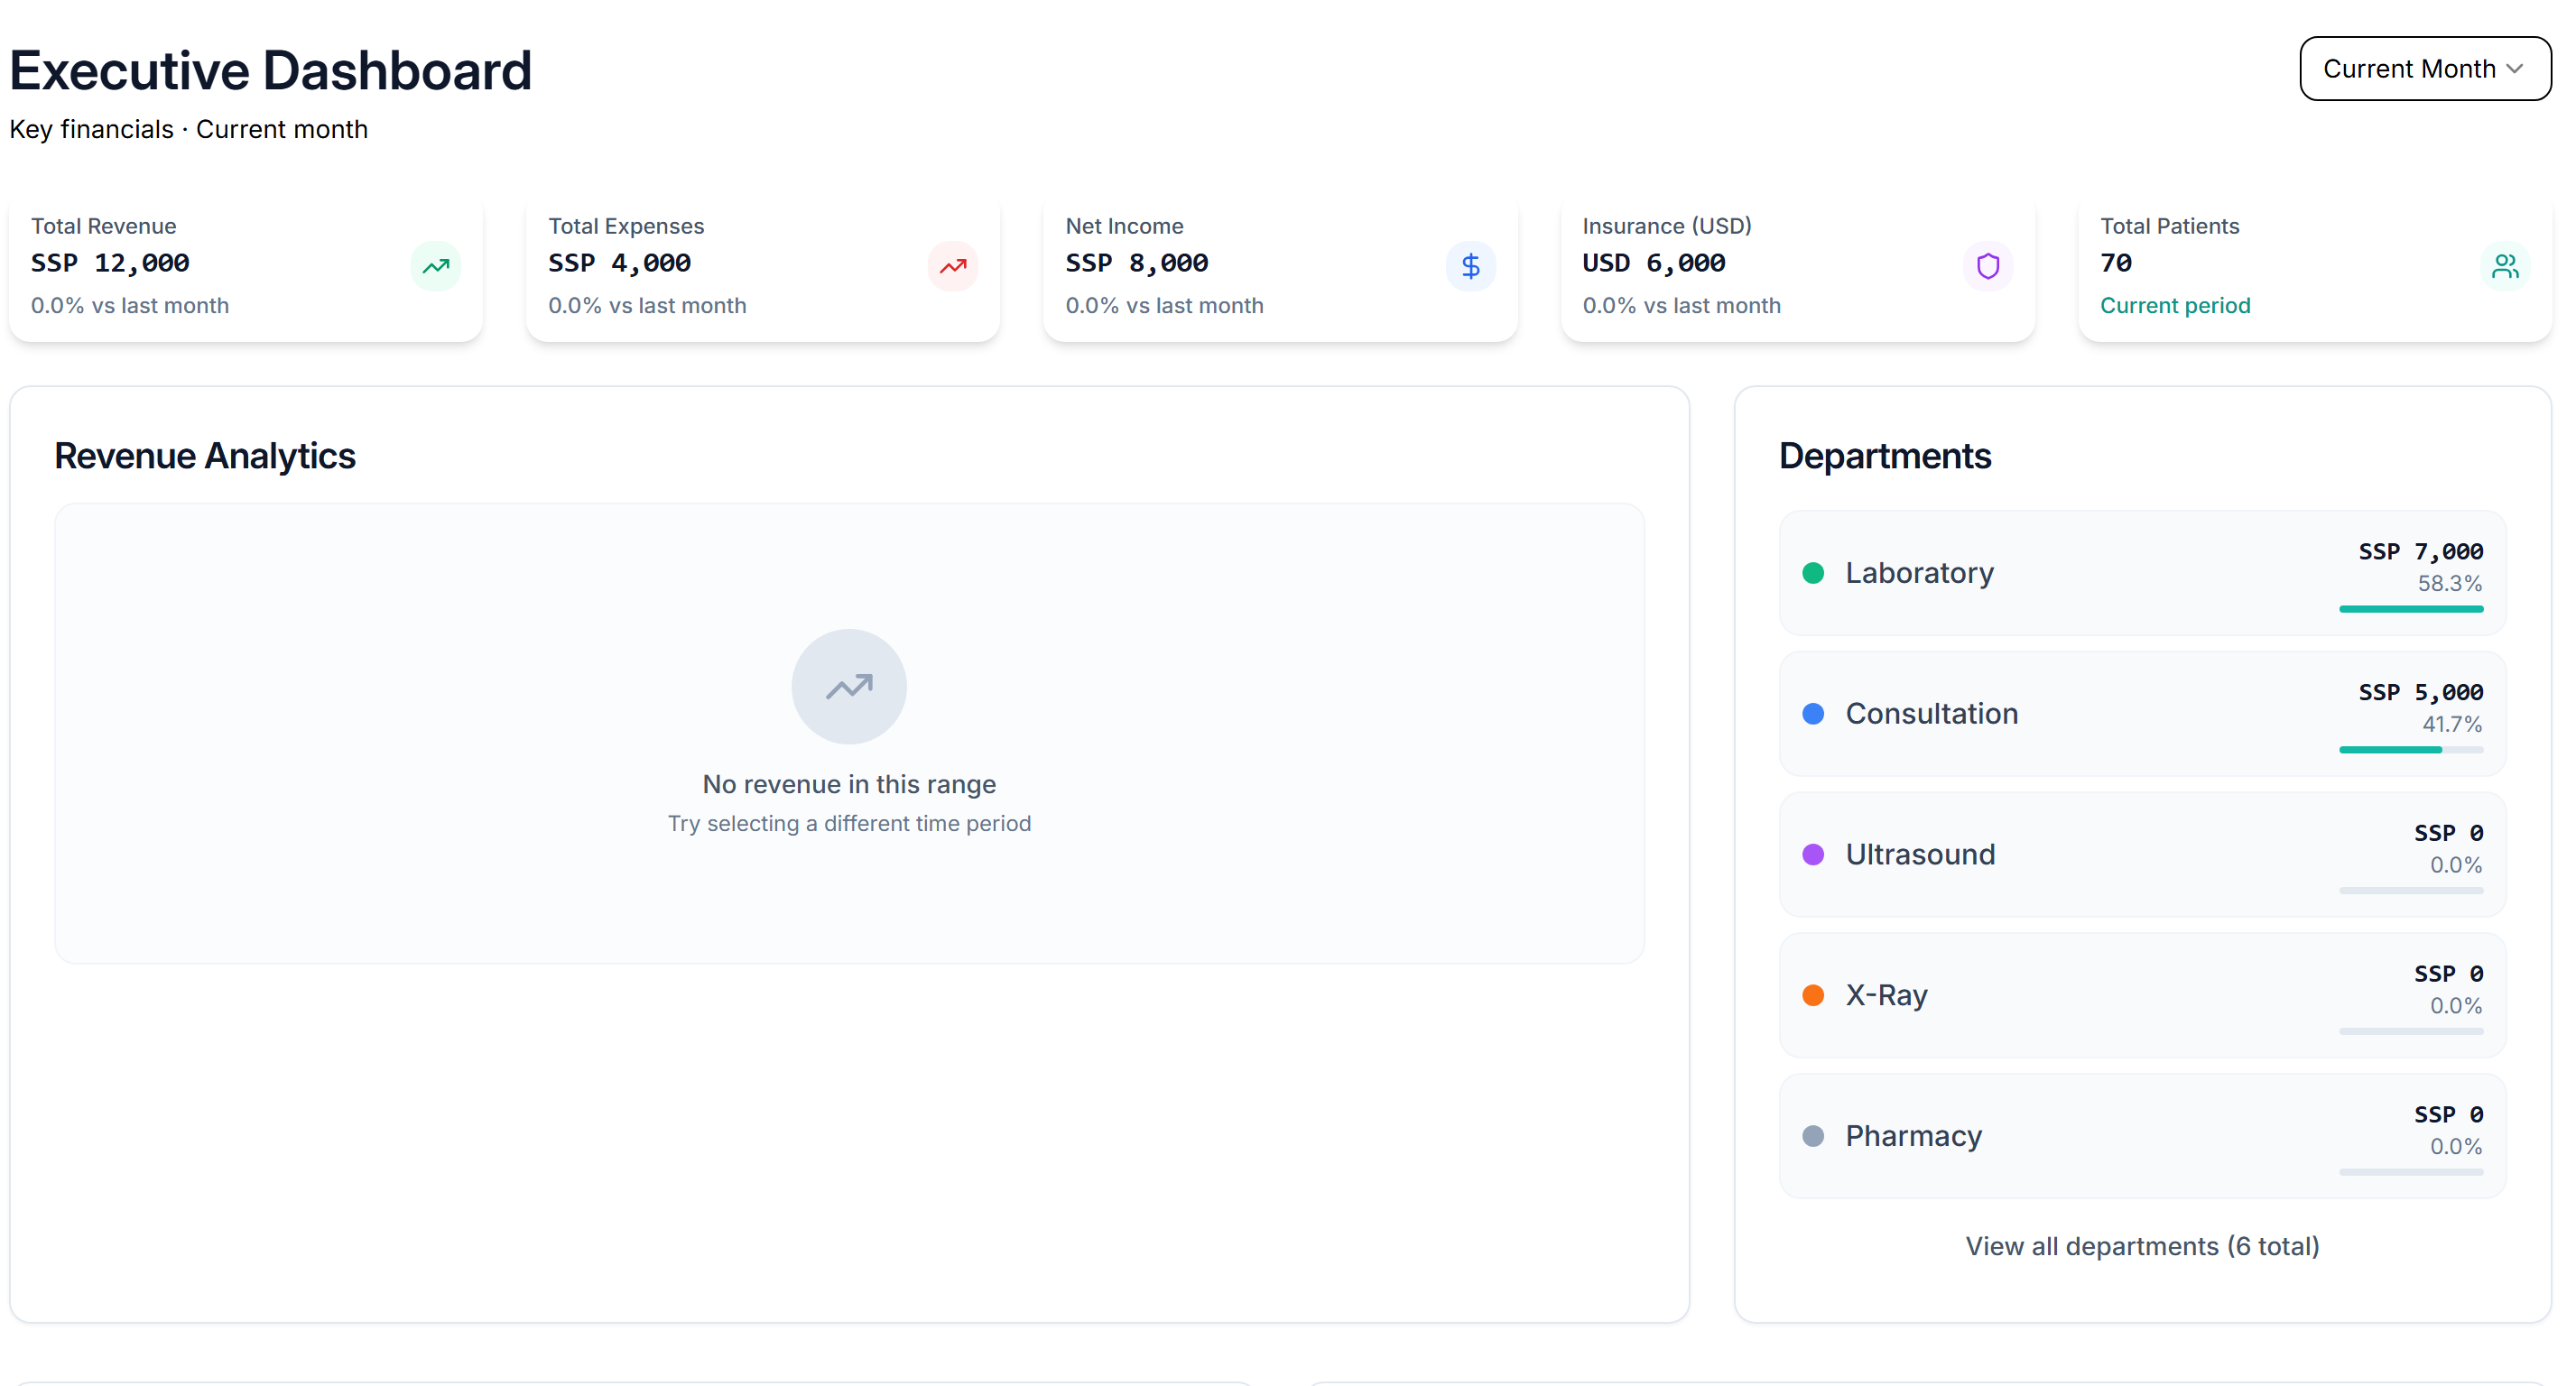 Executive Dashboard
Current Month
Key financials · Current month
Total Revenue
SSP 12,000
0.0% vs last month
Total Expenses
SSP 4,000
0.0% vs last month
Net Income
SSP 8,000
0.0% vs last month
Insurance (USD)
USD 6,000
0.0% vs last month
Total Patients
70
Current period
Revenue Analytics
No revenue in this range
Try selecting a different time period
Departments
Laboratory
SSP 7,000
58.3%
Consultation
SSP 5,000
41.7%
Ultrasound
SSP 0
0.0%
X-Ray
SSP 0
0.0%
Pharmacy
SSP 0
0.0%
View all departments (6 total)